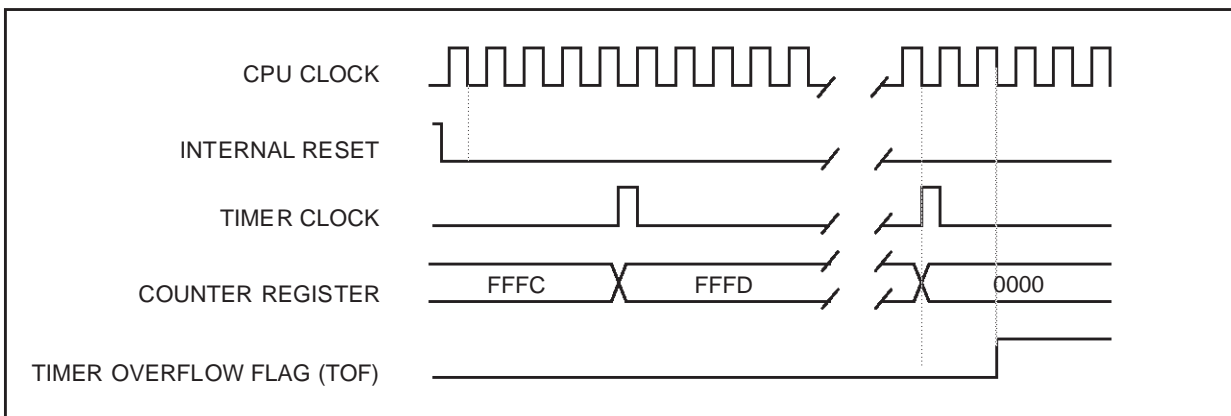 CPU CLOCK
INTERNAL RESET
TIMER CLOCK
COUNTER REGISTER
FFFC
FFFD
0000
TIMER OVERFLOW FLAG (TOF)